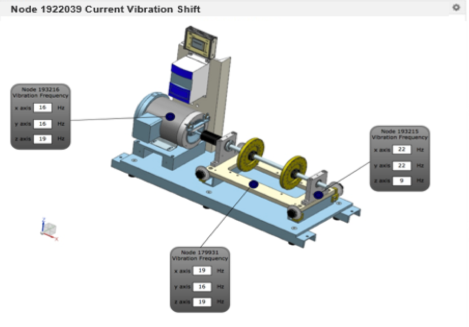 Node 1922039 Current Vibration Shift
Node 193216
Vibration Frequency
x axis 16 Hz
y axis 16 Hz
z axis 19 Hz
Node 193215
Vibration Frequency
x axis 22 Hz
y axis 22 Hz
z axis 9 Hz
Node 179931
Vibration Frequency
x axis 19 Hz
y axis 16 Hz
z axis 19 Hz